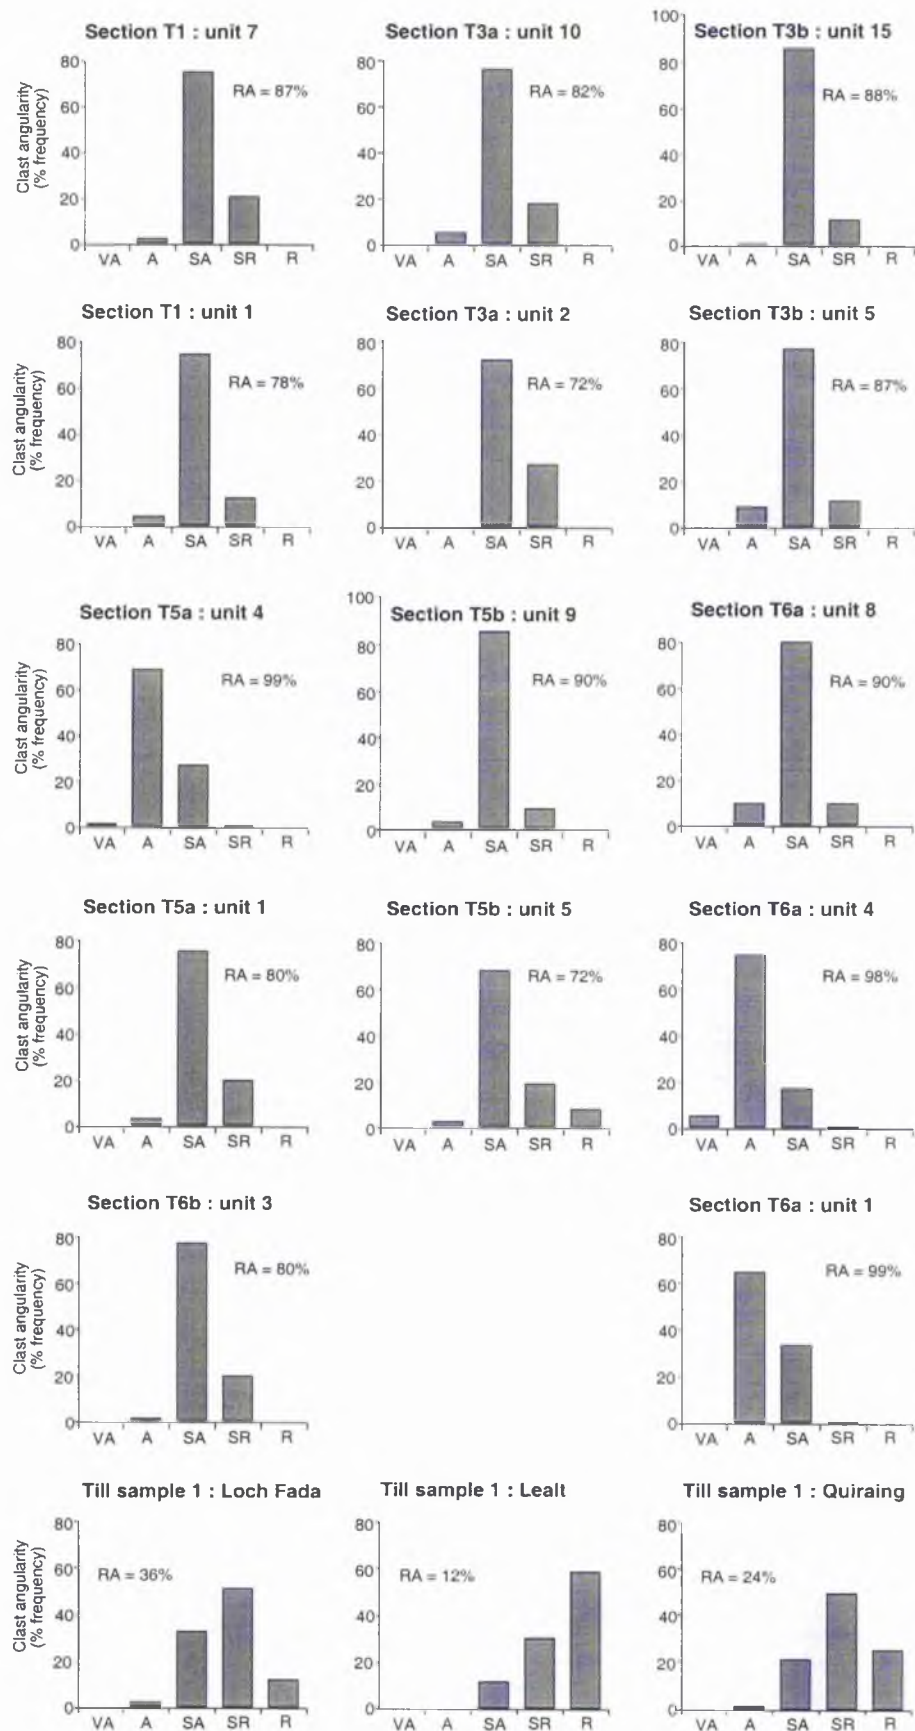 Section T1 : unit 7
Section T3a : unit 10
Section T3b : unit 15
Clast angularity
(% frequency)
80
60
40
20
0
VA A SA SR R
RA = 87%
80
60
40
20
0
VA A SA SR R
RA = 82%
100
80
60
40
20
0
VA A SA SR R
RA = 88%
Section T1 : unit 1
Section T3a : unit 2
Section T3b : unit 5
Clast angularity
(% frequency)
80
60
40
20
0
VA A SA SR R
RA = 78%
80
60
40
20
0
VA A SA SR R
RA = 72%
80
60
40
20
0
VA A SA SR R
RA = 87%
Section T5a : unit 4
Section T5b : unit 9
Section T6a : unit 8
Clast angularity
(% frequency)
80
60
40
20
0
VA A SA SR R
RA = 99%
100
80
60
40
20
0
VA A SA SR R
RA = 90%
80
60
40
20
0
VA A SA SR R
RA = 90%
Section T5a : unit 1
Section T5b : unit 5
Section T6a : unit 4
Clast angularity
(% frequency)
80
60
40
20
0
VA A SA SR R
RA = 80%
80
60
40
20
0
VA A SA SR R
RA = 72%
80
60
40
20
0
VA A SA SR R
RA = 98%
Section T6b : unit 3
Section T6a : unit 1
Clast angularity
(% frequency)
80
60
40
20
0
VA A SA SR R
RA = 80%
80
60
40
20
0
VA A SA SR R
RA = 99%
Till sample 1 : Loch Fada
Till sample 1 : Lealt
Till sample 1 : Quiraing
Clast angularity
(% frequency)
80
60
40
20
0
VA A SA SR R
RA = 36%
80
60
40
20
0
VA A SA SR R
RA = 12%
80
60
40
20
0
VA A SA SR R
RA = 24%